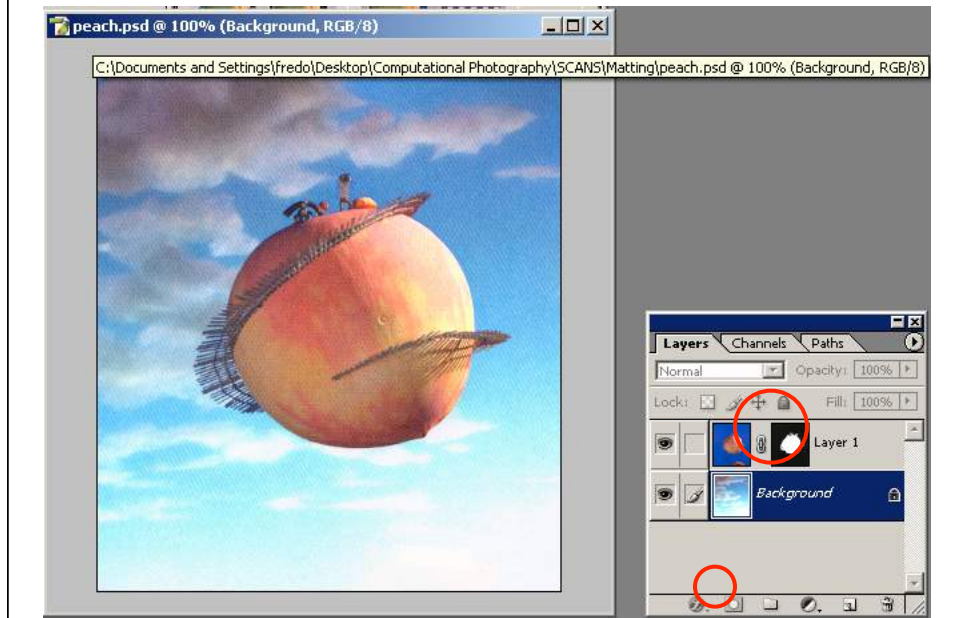 peach.psd @ 100% (Background, RGB/8)
C:\Documents and Settings\fredo\Desktop\Computational Photography\SCANS\Matting\peach.psd @ 100% (Background, RGB/8)
Layers Channels Paths
Normal Opacity: 100%
Lock: Fill: 100%
Layer 1
Background